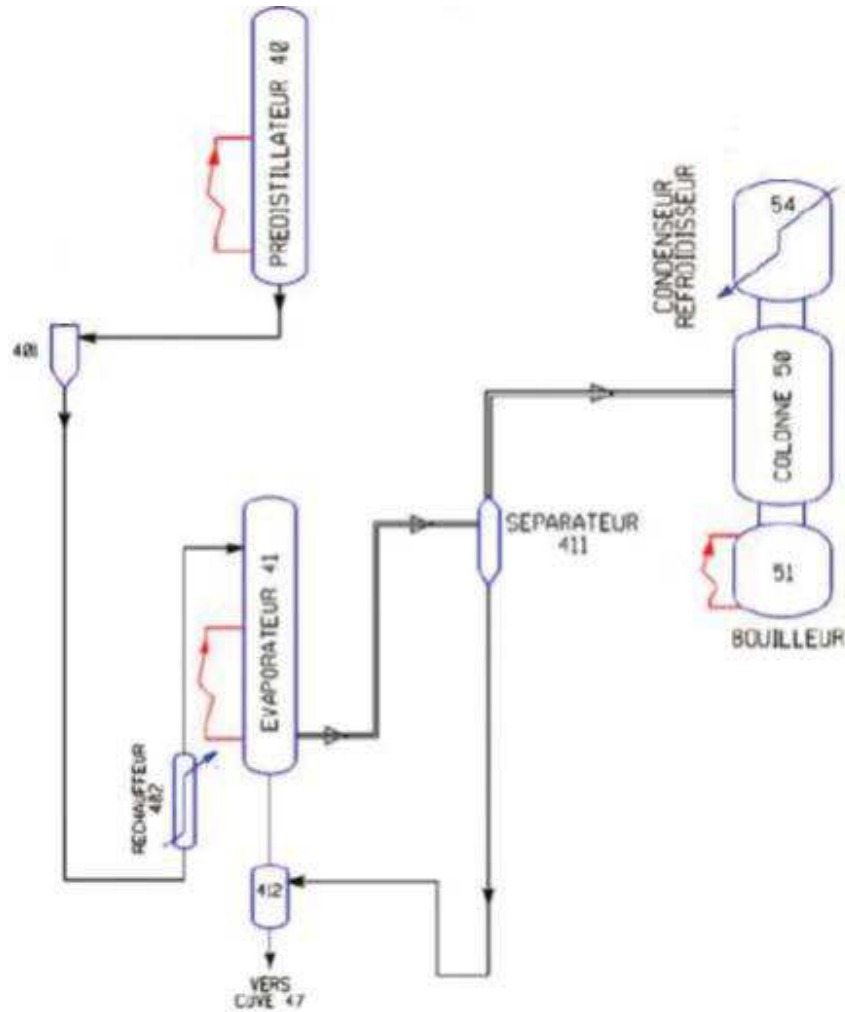 PREDISTILLATEUR 40
54
CONDENSEUR
REFROIDISSEUR
401
COLONNE 50
SEPARATEUR
411
EVAPORATEUR 41
51
BOUILLEUR
RECHAUFFEUR
402
412
VERS
CUVE 47